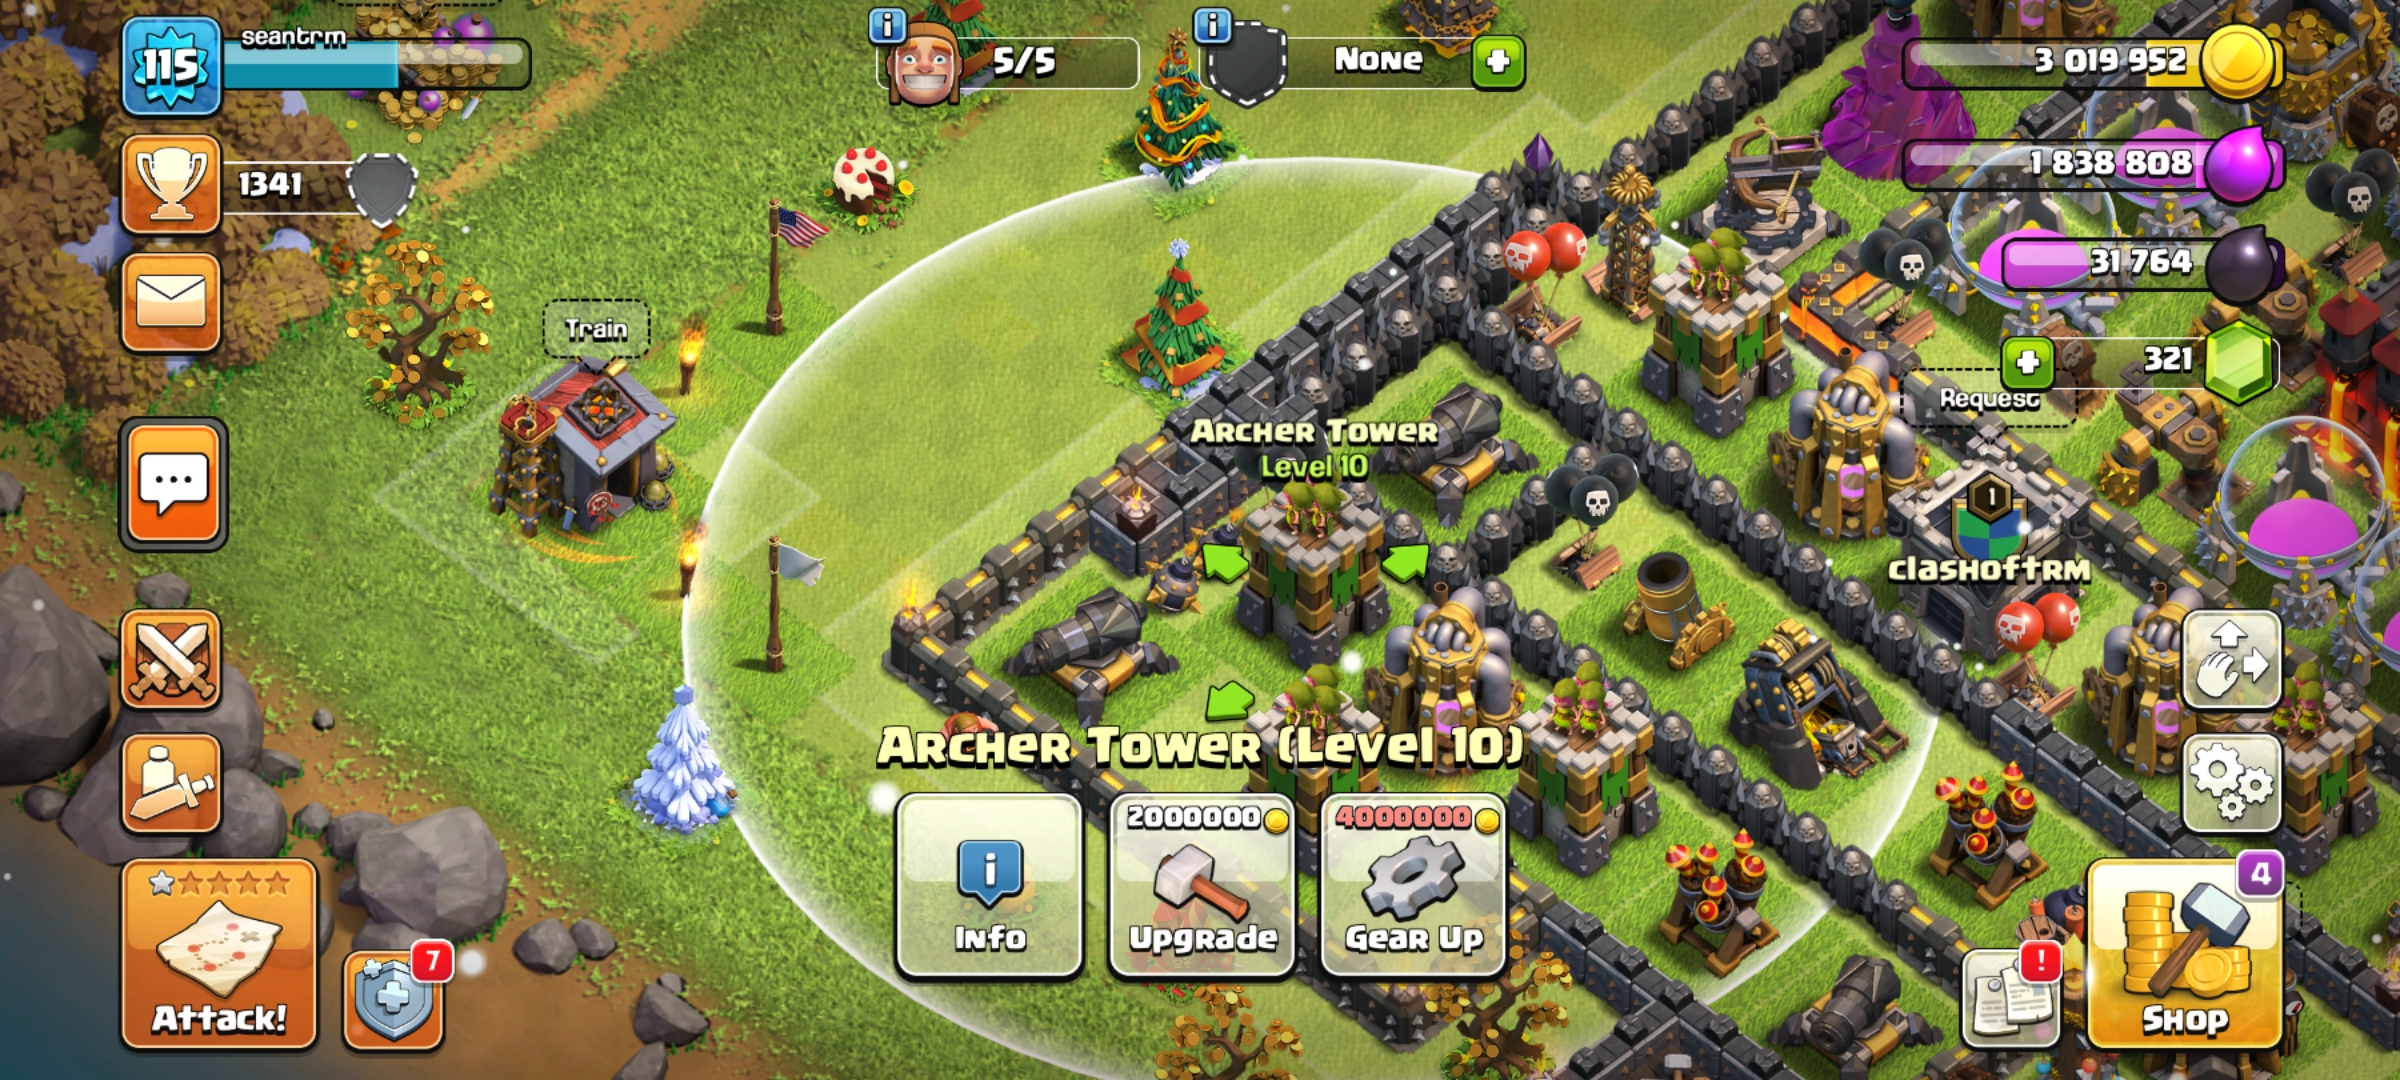 115
seantrm
5/5
None
3 019 952
1341
1 838 808
31 764
321
Train
Request
Archer Tower
Level 10
1
clashoftRM
Archer Tower (Level 10)
2000000
4000000
Info
Upgrade
Gear Up
4
7
!
Attack!
Shop